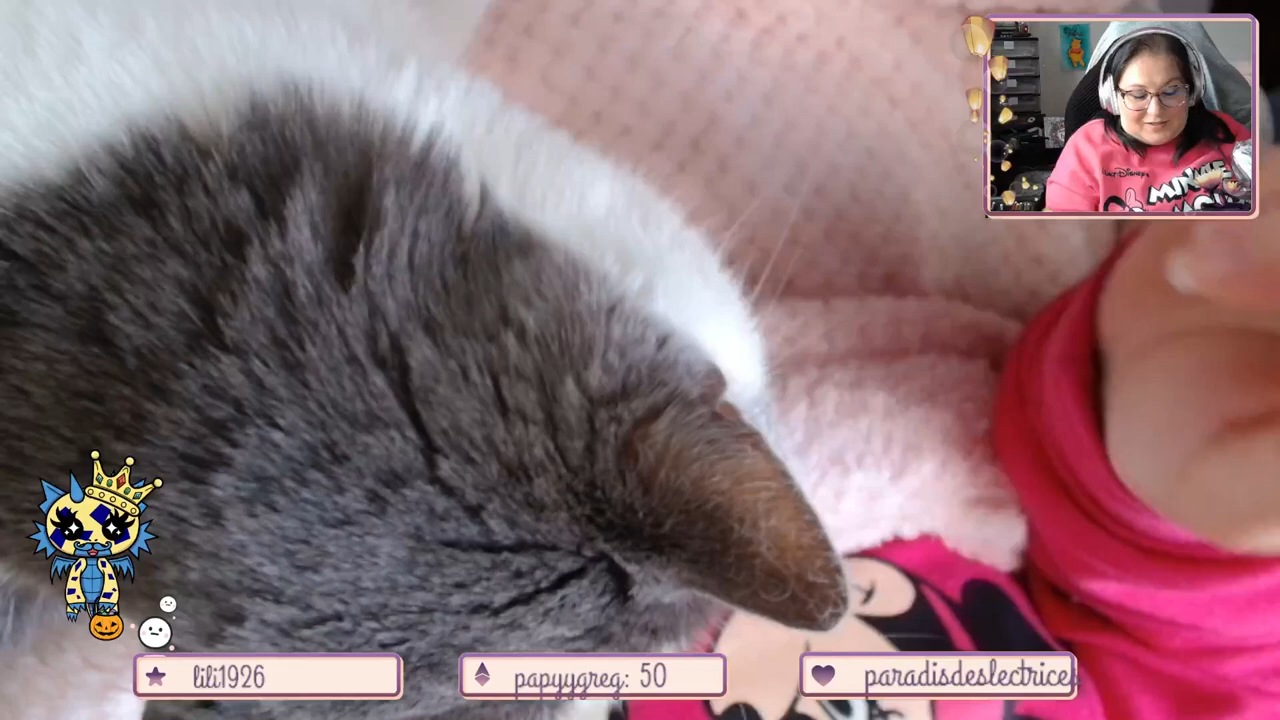 WALT DISNEY
MINNIE
lili1926
papyygreg: 50
paradisdeslectrices